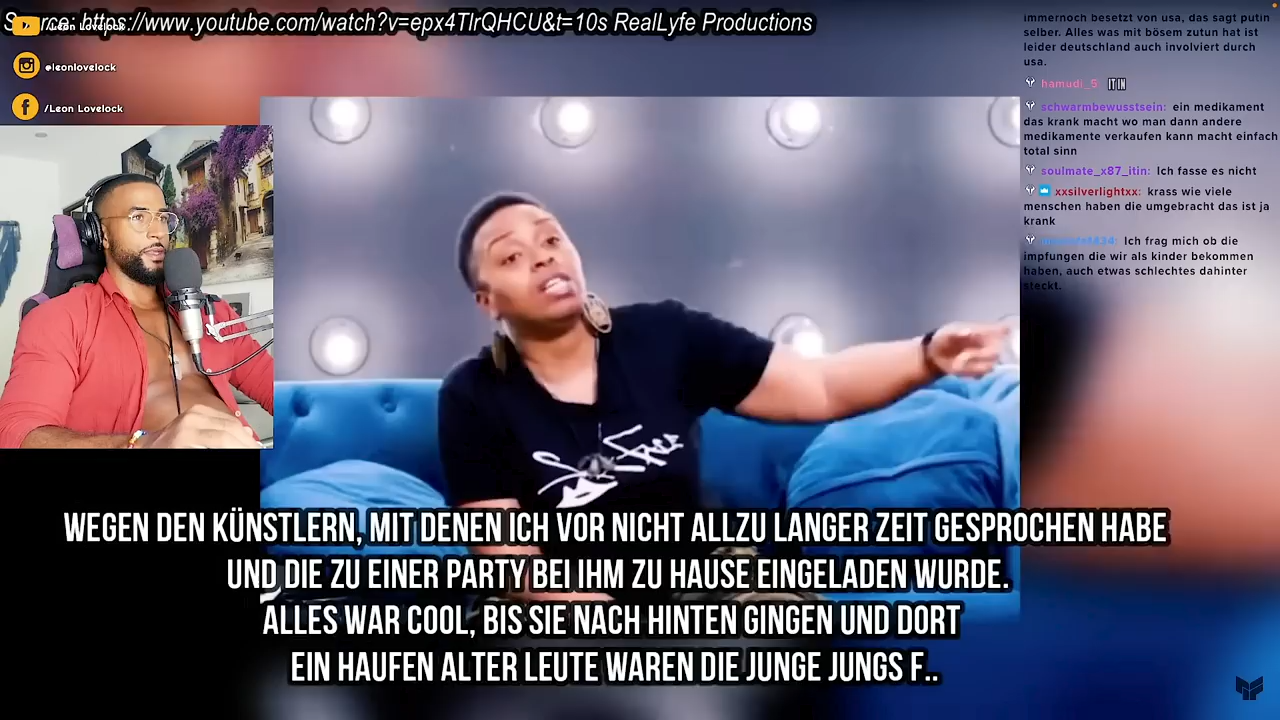 Source: https://www.youtube.com/watch?v=epx4TlrQHCU&t=10s RealLyfe Productions
/Leon Lovelock
@leonlovelock
/Leon Lovelock
immernoch besetzt von usa, das sagt putin
selber. Alles was mit bösem zutun hat ist
leider deutschland auch involviert durch
usa.
hamudi_5: IT IN
schwarmbewusstsein: ein medikament
das krank macht wo man dann andere
medikamente verkaufen kann macht einfach
total sinn
soulmate_x87_itin: Ich fasse es nicht
xxsilverlightxx: krass wie viele
menschen haben die umgebracht das ist ja
krank
Ich frag mich ob die
impfungen die wir als kinder bekommen
haben, auch etwas schlechtes dahinter
steckt.
WEGEN DEN KÜNSTLERN, MIT DENEN ICH VOR NICHT ALLZU LANGER ZEIT GESPROCHEN HABE
UND DIE ZU EINER PARTY BEI IHM ZU HAUSE EINGELADEN WURDE.
ALLES WAR COOL, BIS SIE NACH HINTEN GINGEN UND DORT
EIN HAUFEN ALTER LEUTE WAREN DIE JUNGE JUNGS F..